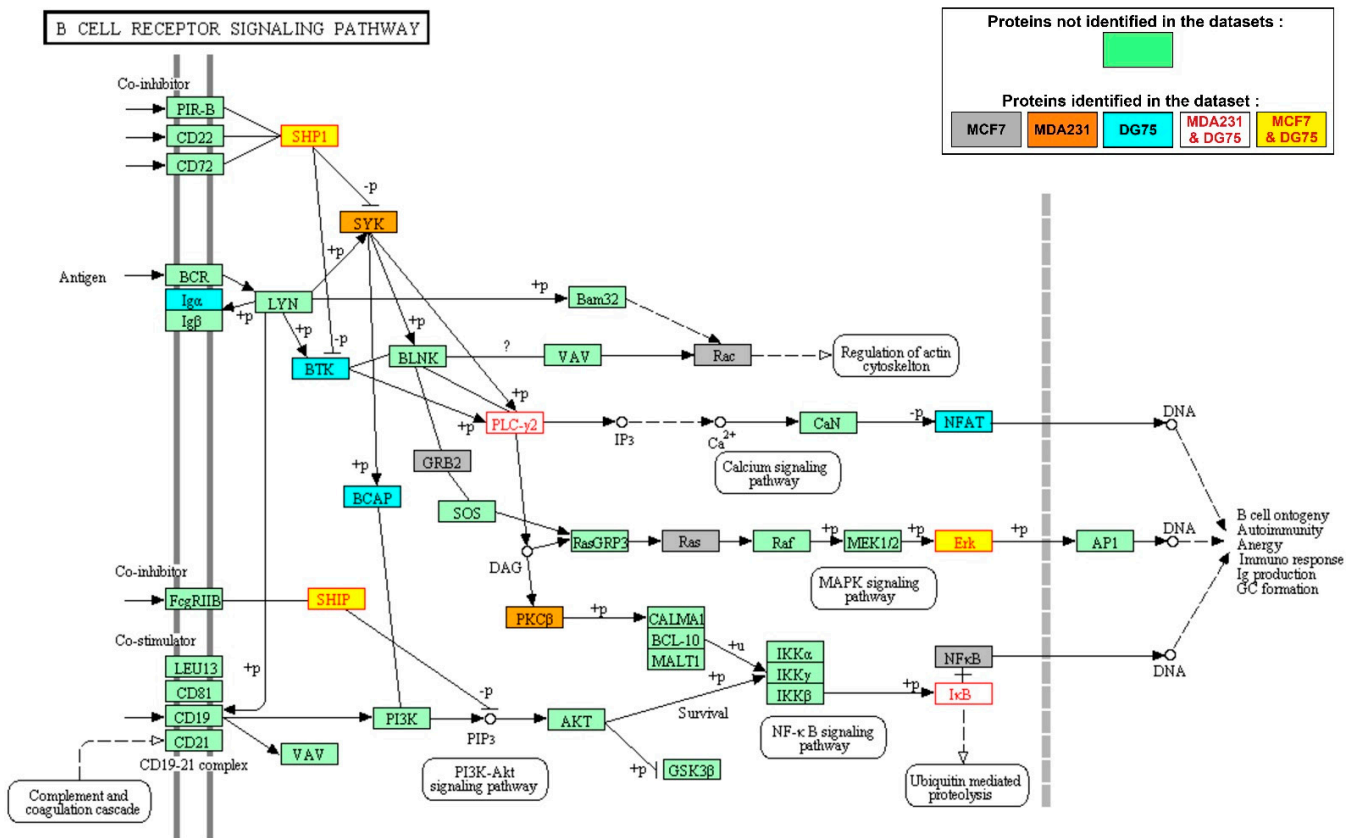 B CELL RECEPTOR SIGNALING PATHWAY
Proteins not identified in the datasets :
Proteins identified in the dataset :
MCF7
MDA231
DG75
MDA231
& DG75
MCF7
& DG75
Co-inhibitor
PIR-B
CD22
CD72
SHP1
-p
SYK
+p
Antigen
BCR
Igα
Igβ
+p
LYN
+p
Bam32
+p
-p
+p
BTK
BLNK
?
VAV
Rac
Regulation of actin
cytoskelton
+p
+p
PLC-γ2
IP3
Ca2+
CaN
-p
NFAT
DNA
Calcium signaling
pathway
GRB2
+p
BCAP
SOS
RasGRP3
Ras
Raf
+p
MEK1/2
+p
Erk
+p
AP1
DNA
DAG
MAPK signaling
pathway
B cell ontogeny
Autoimmunity
Anergy
Immuno response
Ig production
GC formation
Co-inhibitor
FcgRIIB
SHIP
PKCβ
+p
CALMA1
BCL-10
MALT1
+u
IKKα
IKKγ
IKKβ
+p
+p
NFκB
IκB
DNA
Co-stimulator
LEU13
CD81
CD19
CD21
CD19-21 complex
+p
VAV
PI3K
-p
PIP3
AKT
Survival
+p
GSK3β
PI3K-Akt
signaling pathway
NF-κ B signaling
pathway
Ubiquitin mediated
proteolysis
Complement and
coagulation cascade